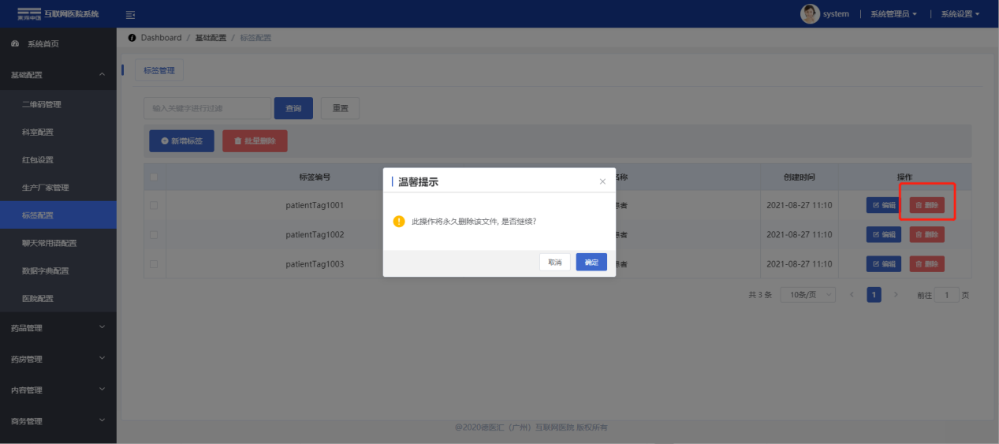 互联网医院系统
system | 系统管理员 | 系统设置
系统首页
Dashboard / 基础配置 / 标签配置
基础配置
标签管理
二维码管理
输入关键字进行过滤 查询 重置
科室配置
新增标签 批量删除
红包设置
标签编号 名称 创建时间 操作
生产厂家管理
温馨提示
patientTag1001 患者 2021-08-27 11:10 编辑 删除
标签配置
此操作将永久删除该文件, 是否继续?
patientTag1002 患者 2021-08-27 11:10 编辑 删除
聊天常用语配置
取消 确定
patientTag1003 患者 2021-08-27 11:10 编辑 删除
数据字典配置
共 3 条 10条/页 1 前往 1 页
医院配置
药品管理
药房管理
内容管理
商务管理
@2020德医汇(广州)互联网医院 版权所有